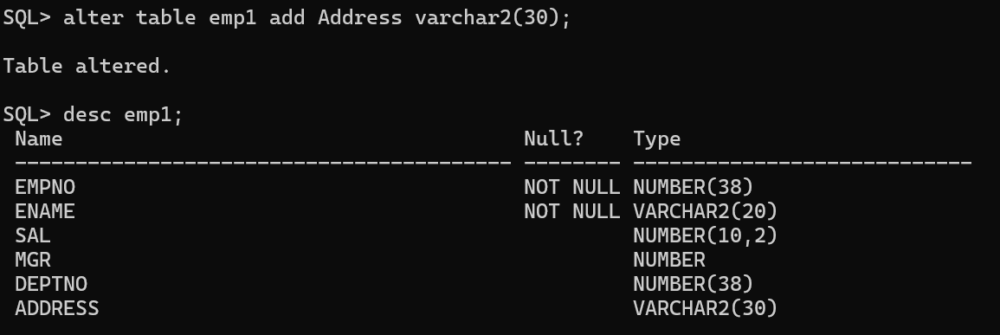 SQL> alter table emp1 add Address varchar2(30);
Table altered.
SQL> desc emp1;
 Name                                      Null?    Type
 ----------------------------------------- -------- ----------------------------
 EMPNO                                     NOT NULL NUMBER(38)
 ENAME                                     NOT NULL VARCHAR2(20)
 SAL                                                NUMBER(10,2)
 MGR                                                NUMBER
 DEPTNO                                             NUMBER(38)
 ADDRESS                                            VARCHAR2(30)